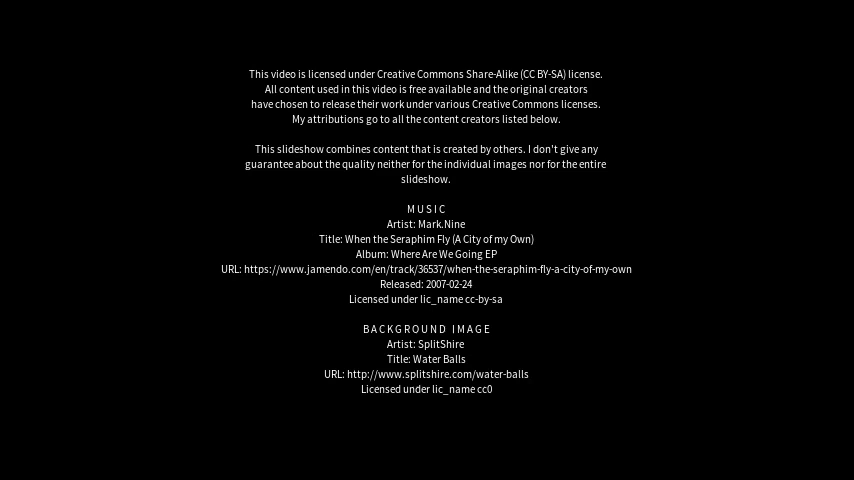 This video is licensed under Creative Commons Share-Alike (CC BY-SA) license.
All content used in this video is free available and the original creators
have chosen to release their work under various Creative Commons licenses.
My attributions go to all the content creators listed below.
This slideshow combines content that is created by others. I don't give any
guarantee about the quality neither for the individual images nor for the entire
slideshow.
MUSIC
Artist: Mark.Nine
Title: When the Seraphim Fly (A City of my Own)
Album: Where Are We Going EP
URL: https://www.jamendo.com/en/track/36537/when-the-seraphim-fly-a-city-of-my-own
Released: 2007-02-24
Licensed under lic_name cc-by-sa
BACKGROUND IMAGE
Artist: SplitShire
Title: Water Balls
URL: http://www.splitshire.com/water-balls
Licensed under lic_name cc0